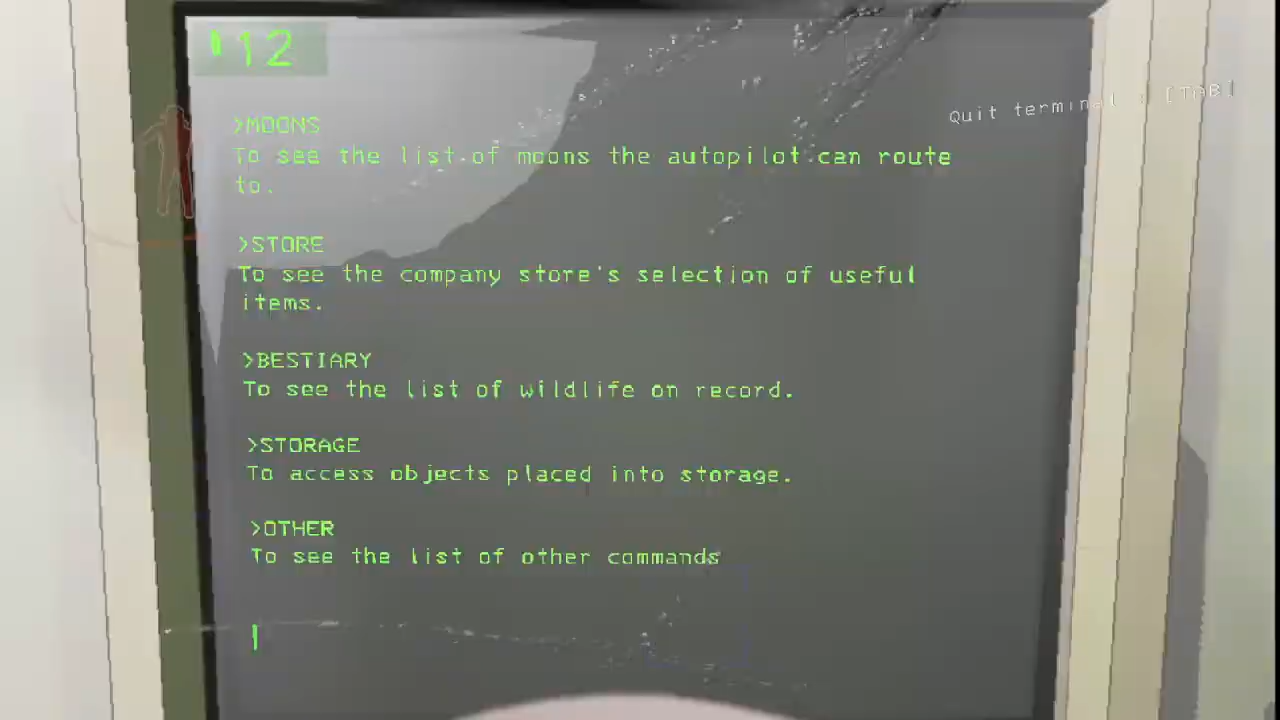 ▮12
Quit terminal : [TAB]
>MOONS
To see the list of moons the autopilot can route
to.
>STORE
To see the company store's selection of useful
items.
>BESTIARY
To see the list of wildlife on record.
>STORAGE
To access objects placed into storage.
>OTHER
To see the list of other commands